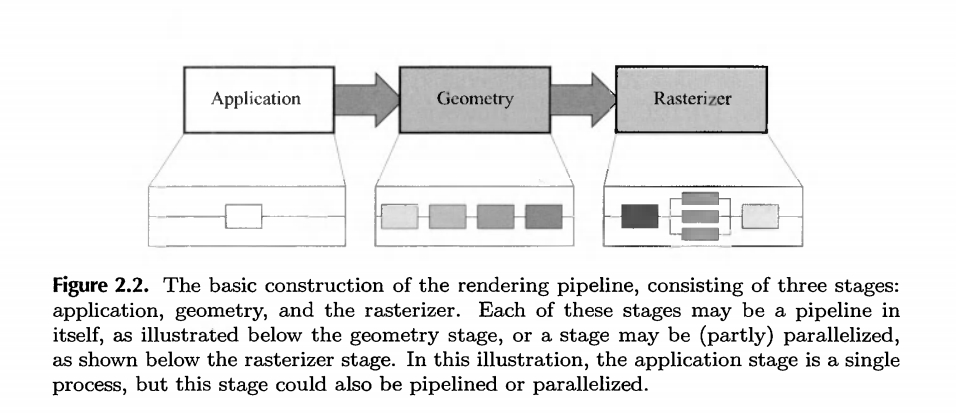 Application Geometry Rasterizer
Figure 2.2. The basic construction of the rendering pipeline, consisting of three stages:
application, geometry, and the rasterizer. Each of these stages may be a pipeline in
itself, as illustrated below the geometry stage, or a stage may be (partly) parallelized,
as shown below the rasterizer stage. In this illustration, the application stage is a single
process, but this stage could also be pipelined or parallelized.